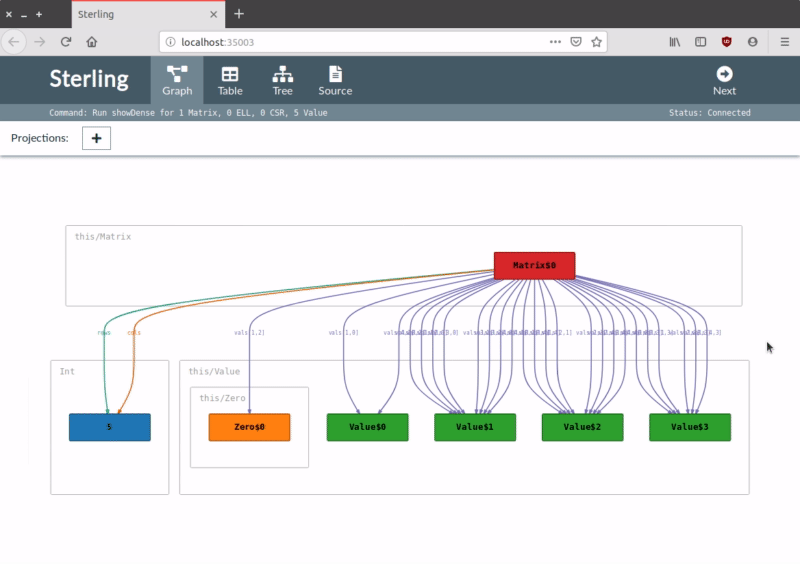 Sterling
localhost:35003
Sterling
Graph
Table
Tree
Source
Next
Command: Run showDense for 1 Matrix, 0 ELL, 0 CSR, 5 Value
Status: Connected
Projections:
this/Matrix
Matrix$0
rows
cols
vals[1,2]
vals[1,0]
Int
this/Value
this/Zero
5
Zero$0
Value$0
Value$1
Value$2
Value$3